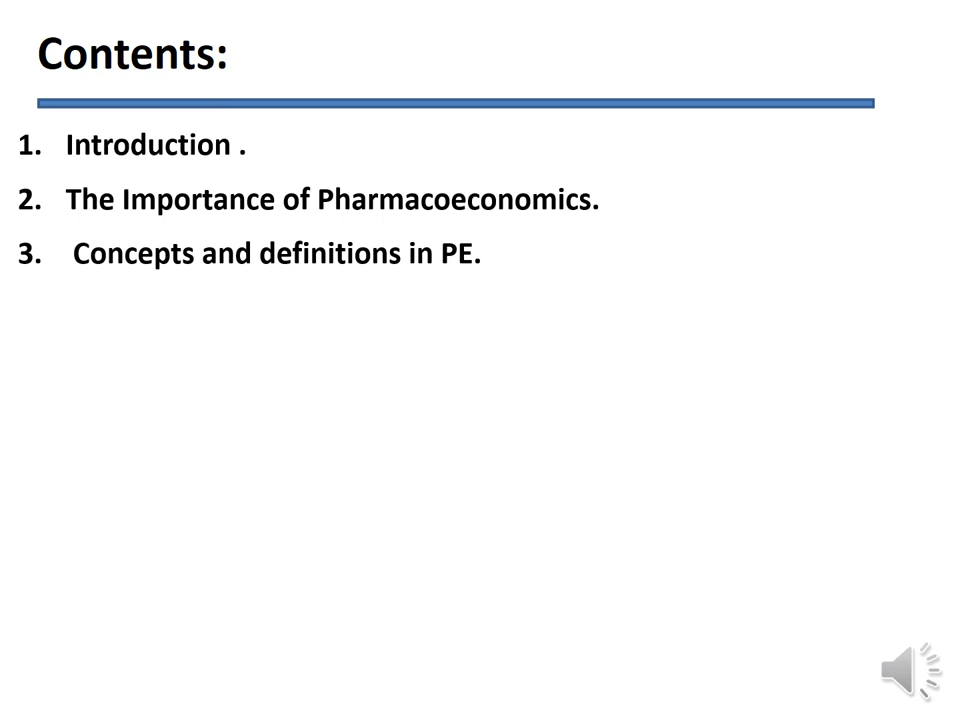 Contents:
1. Introduction .
2. The Importance of Pharmacoeconomics.
3. Concepts and definitions in PE.